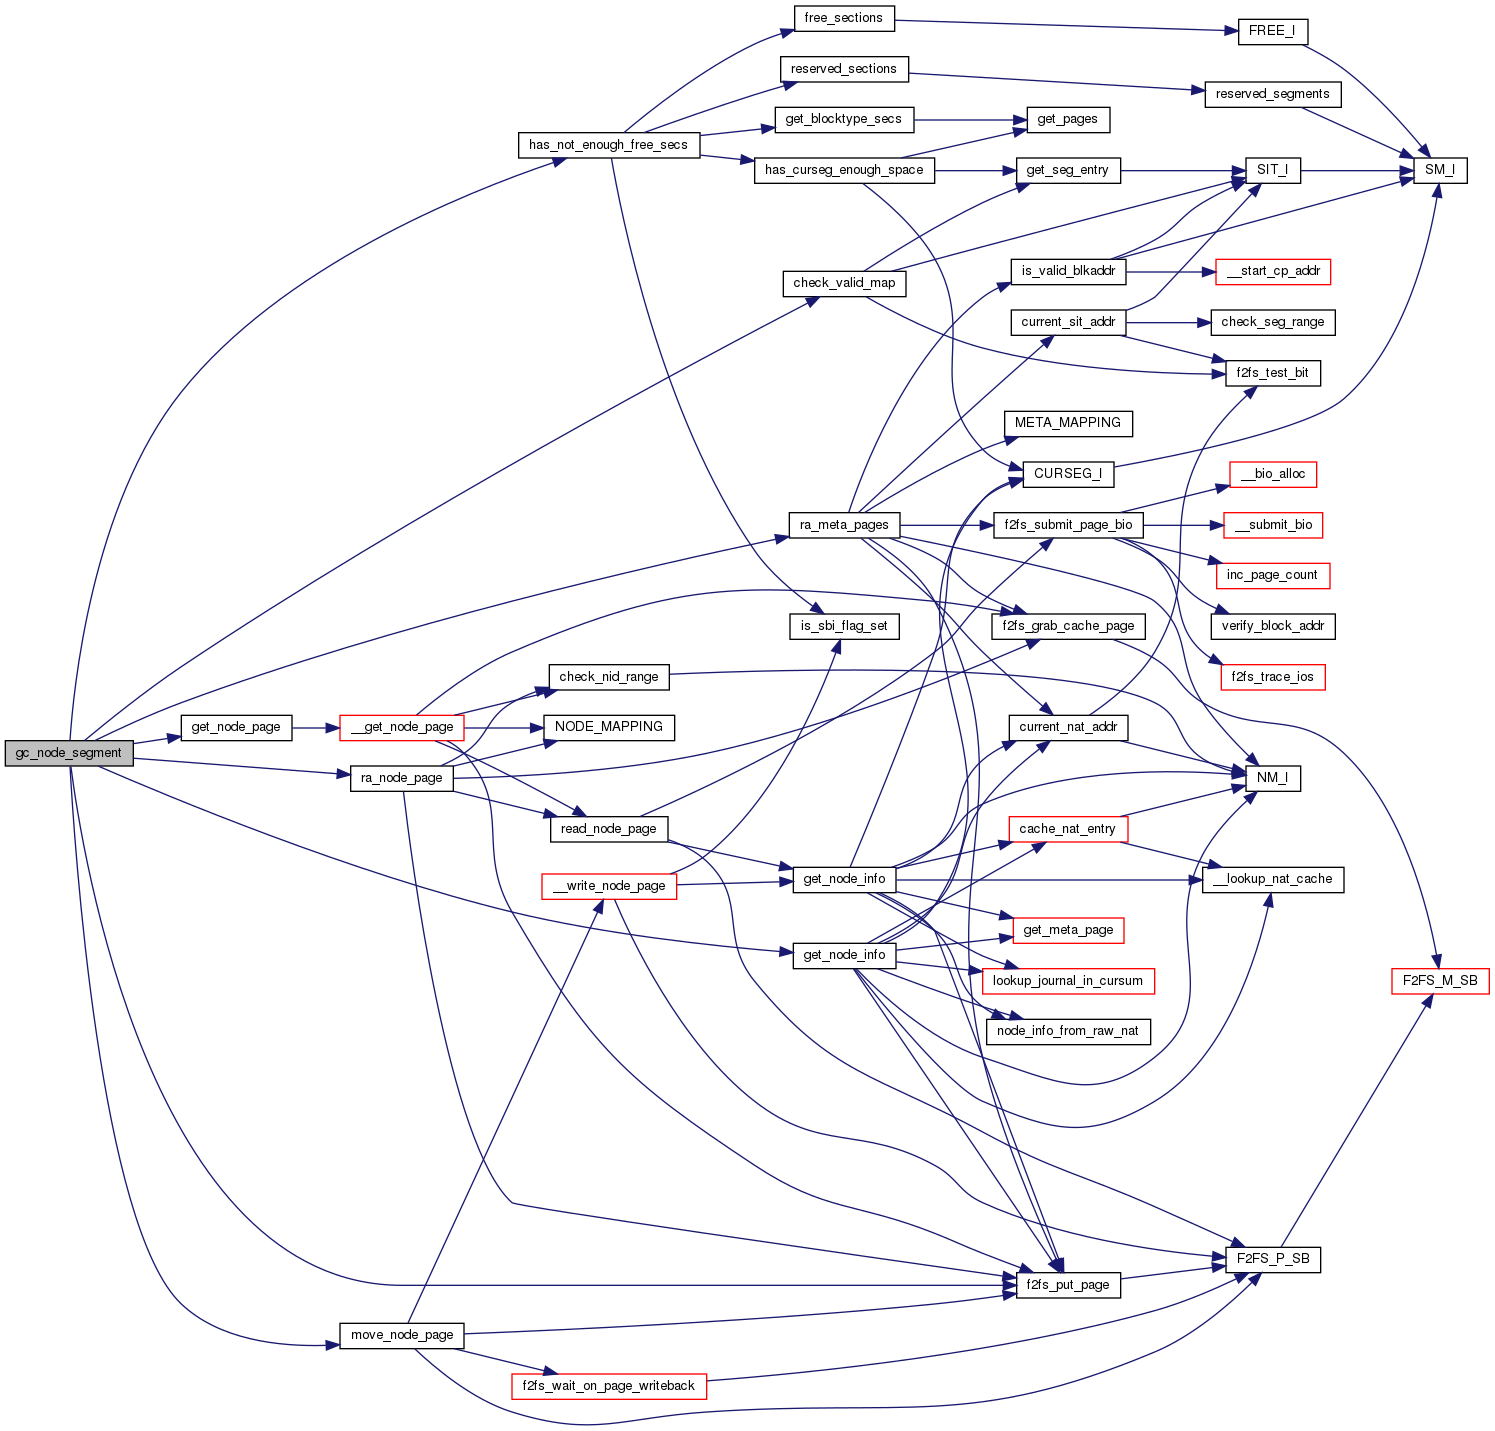 free_sections
FREE_I
reserved_sections
reserved_segments
get_blocktype_secs
get_pages
has_not_enough_free_secs
has_curseg_enough_space
get_seg_entry
SIT_I
SM_I
is_valid_blkaddr
__start_cp_addr
check_valid_map
current_sit_addr
check_seg_range
f2fs_test_bit
META_MAPPING
CURSEG_I
__bio_alloc
ra_meta_pages
f2fs_submit_page_bio
__submit_bio
inc_page_count
is_sbi_flag_set
f2fs_grab_cache_page
verify_block_addr
check_nid_range
f2fs_trace_ios
get_node_page
__get_node_page
NODE_MAPPING
current_nat_addr
gc_node_segment
ra_node_page
NM_I
read_node_page
cache_nat_entry
__write_node_page
get_node_info
__lookup_nat_cache
get_meta_page
get_node_info
lookup_journal_in_cursum
F2FS_M_SB
node_info_from_raw_nat
F2FS_P_SB
f2fs_put_page
move_node_page
f2fs_wait_on_page_writeback